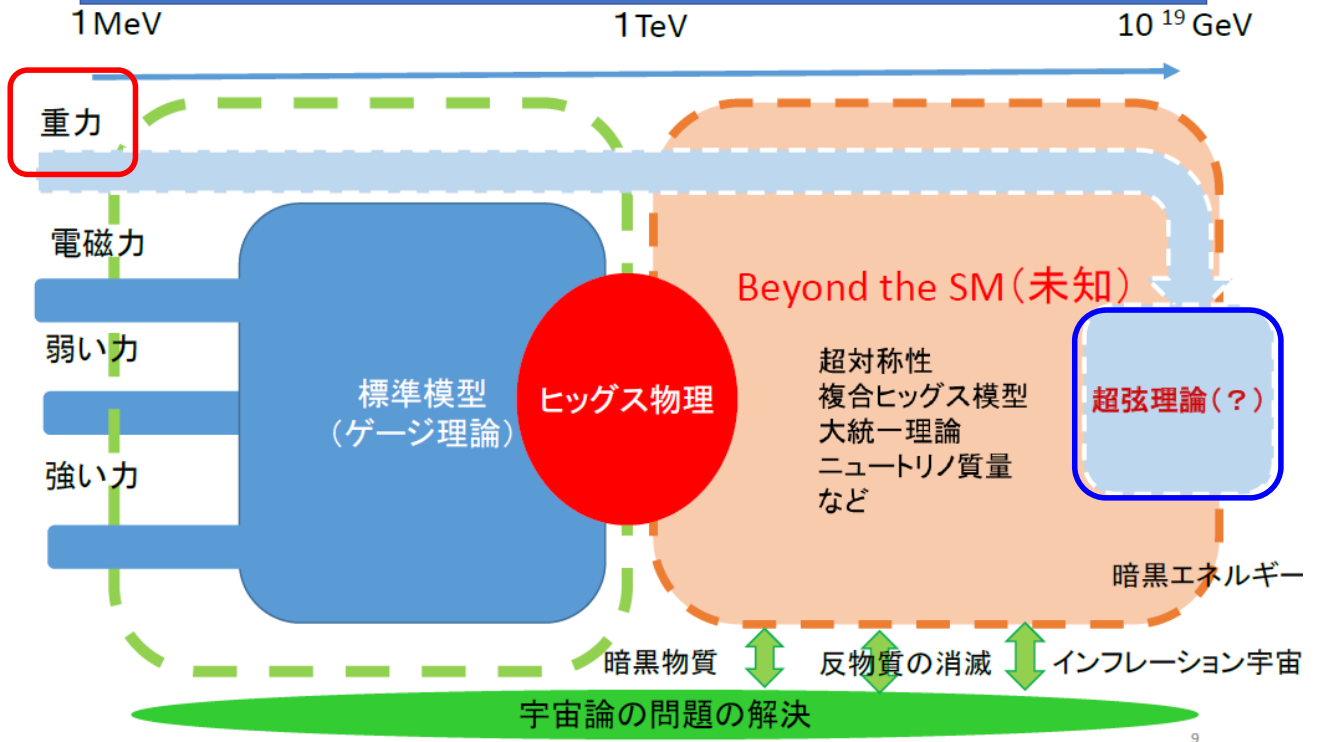 1 MeV
1 TeV
10 19 GeV
重力
電磁力
弱い力
強い力
標準模型
(ゲージ理論)
ヒッグス物理
Beyond the SM(未知)
超対称性
複合ヒッグス模型
大統一理論
ニュートリノ質量
など
超弦理論(?)
暗黒エネルギー
暗黒物質
反物質の消滅
インフレーション宇宙
宇宙論の問題の解決
9